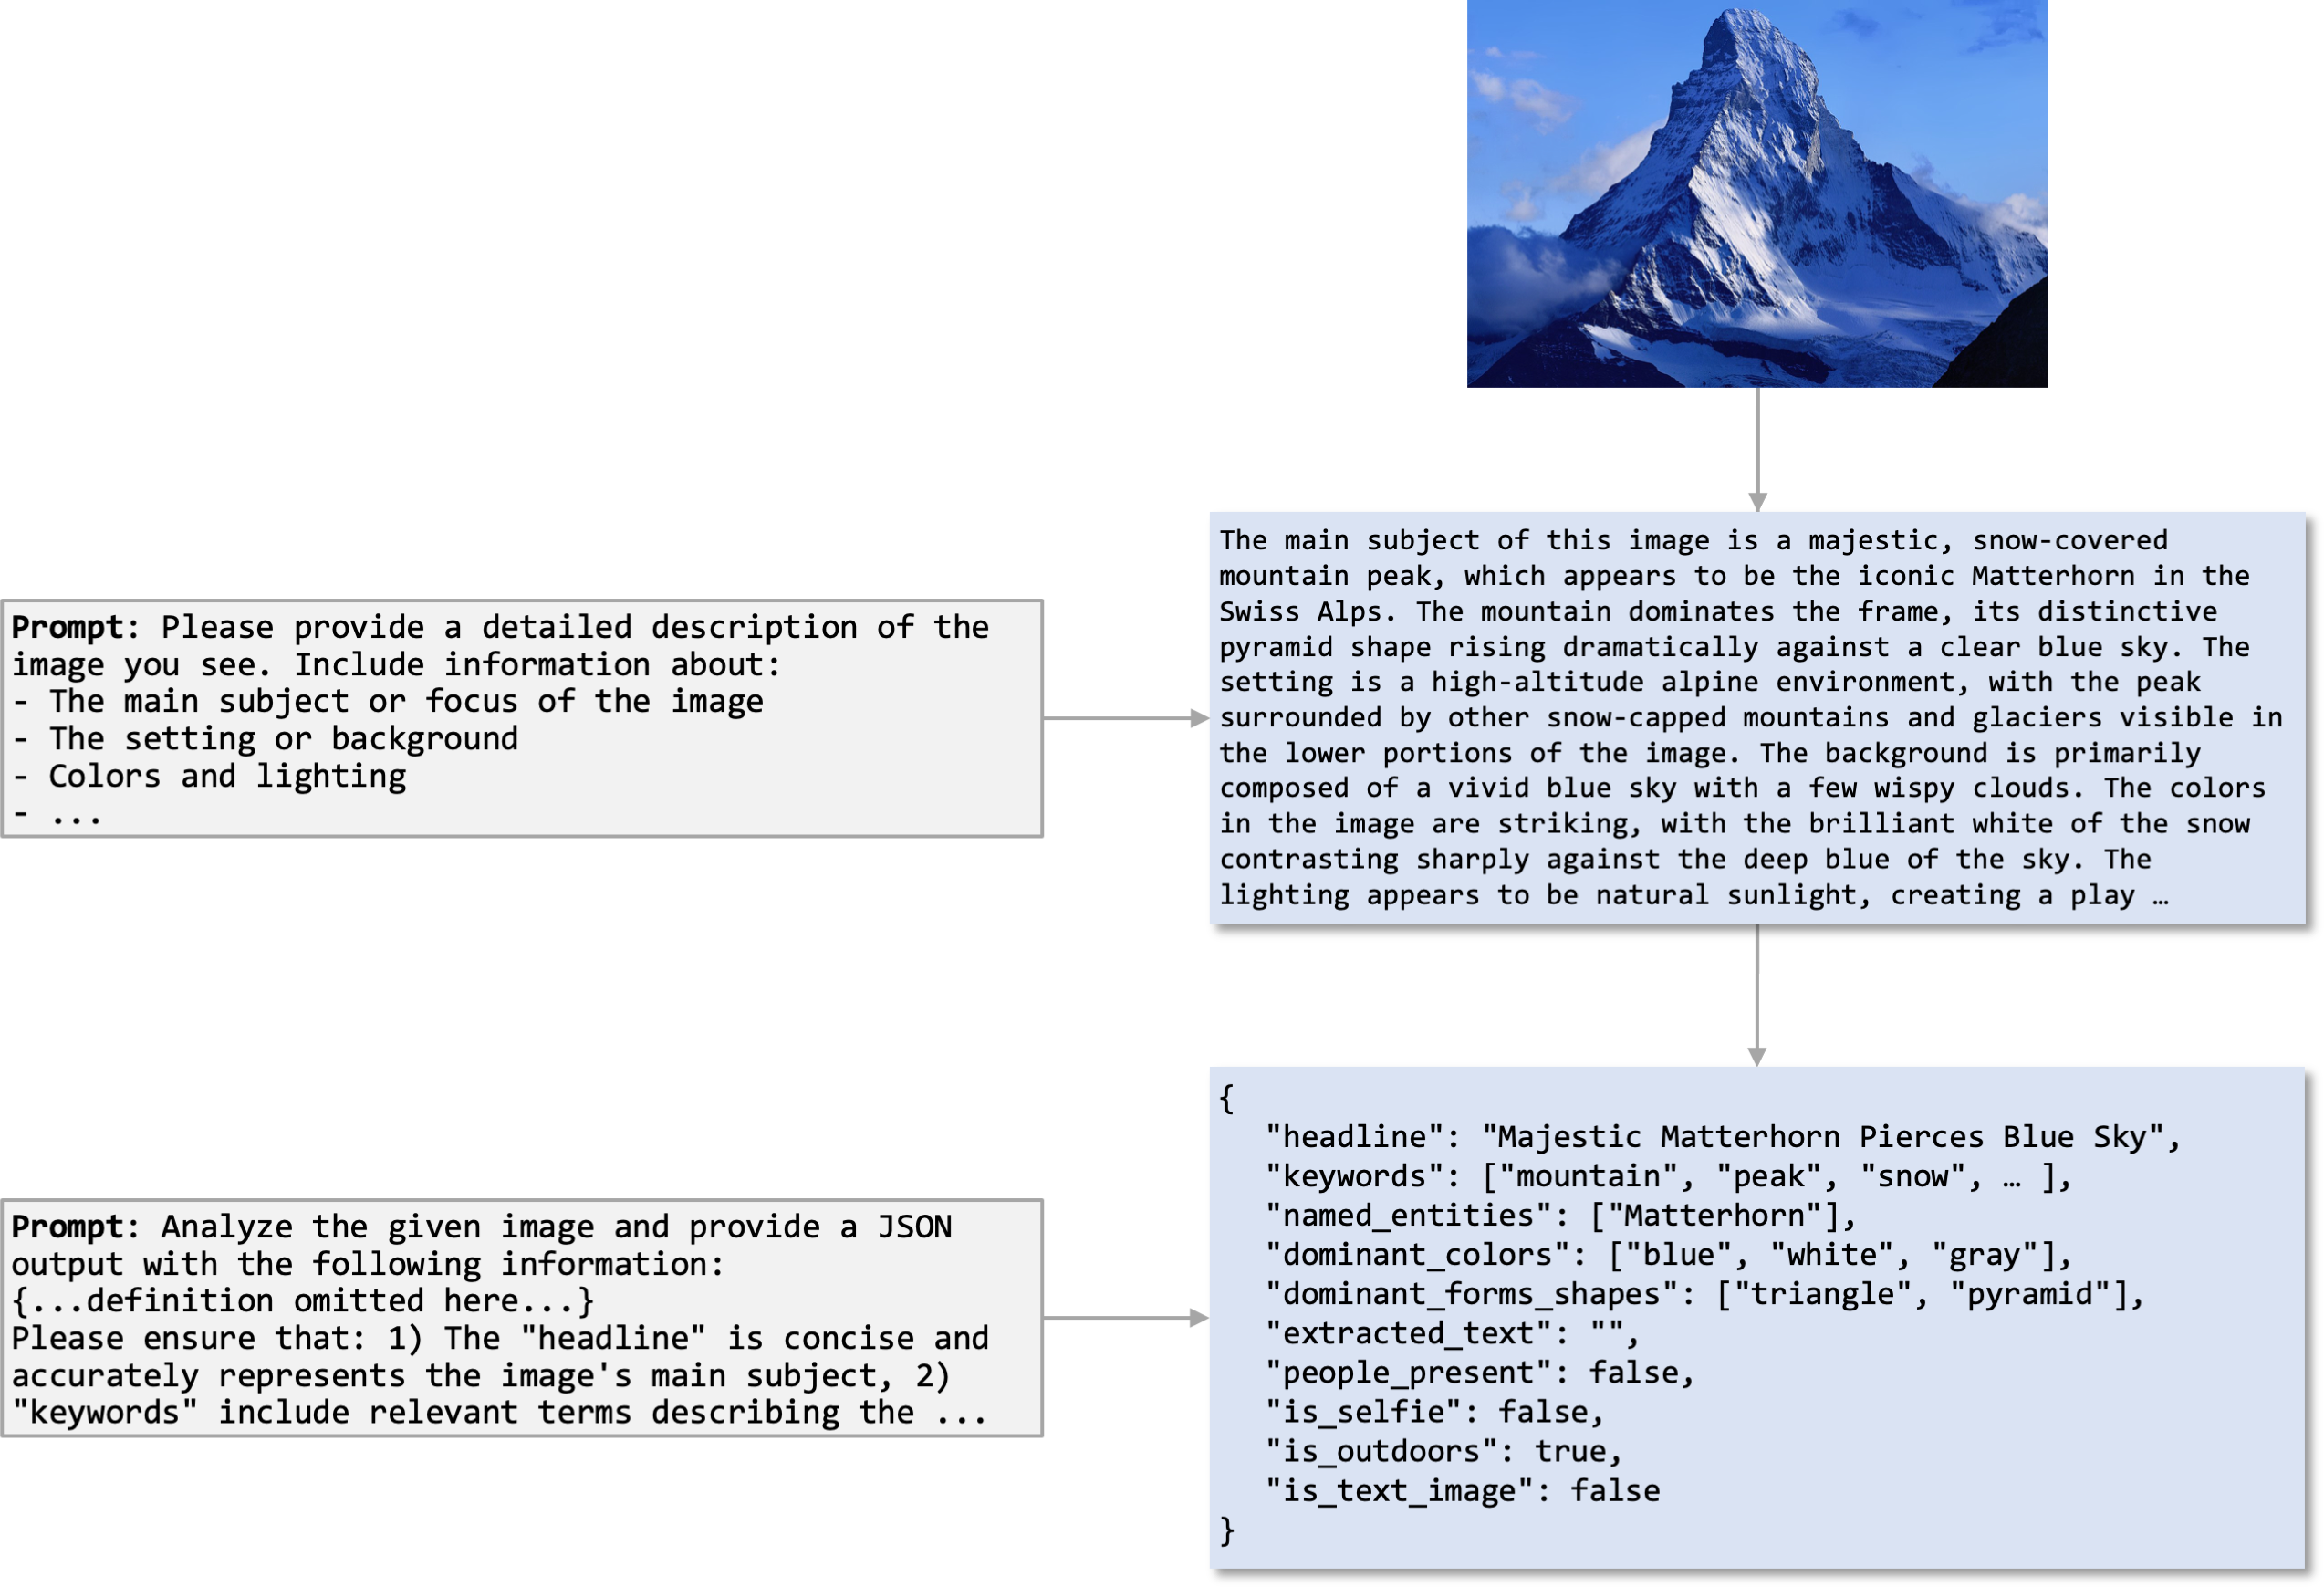 Prompt: Please provide a detailed description of the
image you see. Include information about:
- The main subject or focus of the image
- The setting or background
- Colors and lighting
- ...
The main subject of this image is a majestic, snow-covered
mountain peak, which appears to be the iconic Matterhorn in the
Swiss Alps. The mountain dominates the frame, its distinctive
pyramid shape rising dramatically against a clear blue sky. The
setting is a high-altitude alpine environment, with the peak
surrounded by other snow-capped mountains and glaciers visible in
the lower portions of the image. The background is primarily
composed of a vivid blue sky with a few wispy clouds. The colors
in the image are striking, with the brilliant white of the snow
contrasting sharply against the deep blue of the sky. The
lighting appears to be natural sunlight, creating a play …
Prompt: Analyze the given image and provide a JSON
output with the following information:
{...definition omitted here...}
Please ensure that: 1) The "headline" is concise and
accurately represents the image's main subject, 2)
"keywords" include relevant terms describing the ...
{
"headline": "Majestic Matterhorn Pierces Blue Sky",
"keywords": ["mountain", "peak", "snow", … ],
"named_entities": ["Matterhorn"],
"dominant_colors": ["blue", "white", "gray"],
"dominant_forms_shapes": ["triangle", "pyramid"],
"extracted_text": "",
"people_present": false,
"is_selfie": false,
"is_outdoors": true,
"is_text_image": false
}